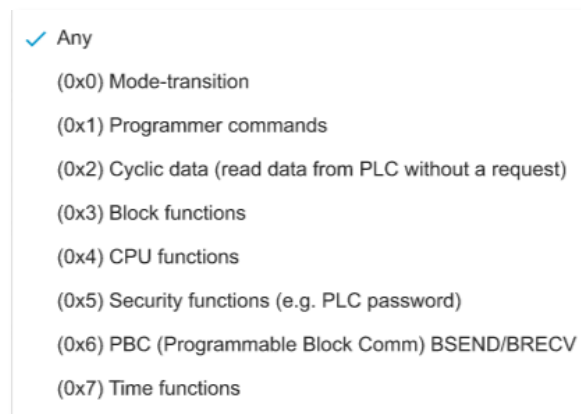 Any
(0x0) Mode-transition
(0x1) Programmer commands
(0x2) Cyclic data (read data from PLC without a request)
(0x3) Block functions
(0x4) CPU functions
(0x5) Security functions (e.g. PLC password)
(0x6) PBC (Programmable Block Comm) BSEND/BRECV
(0x7) Time functions